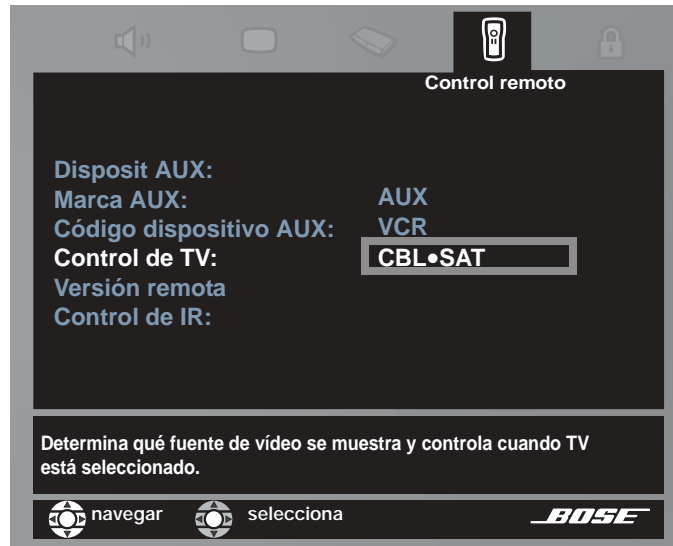 Control remoto
Disposit AUX:
Marca AUX: AUX
Código dispositivo AUX: VCR
Control de TV: CBL•SAT
Versión remota
Control de IR:
Determina qué fuente de vídeo se muestra y controla cuando TV
está seleccionado.
navegar selecciona BOSE